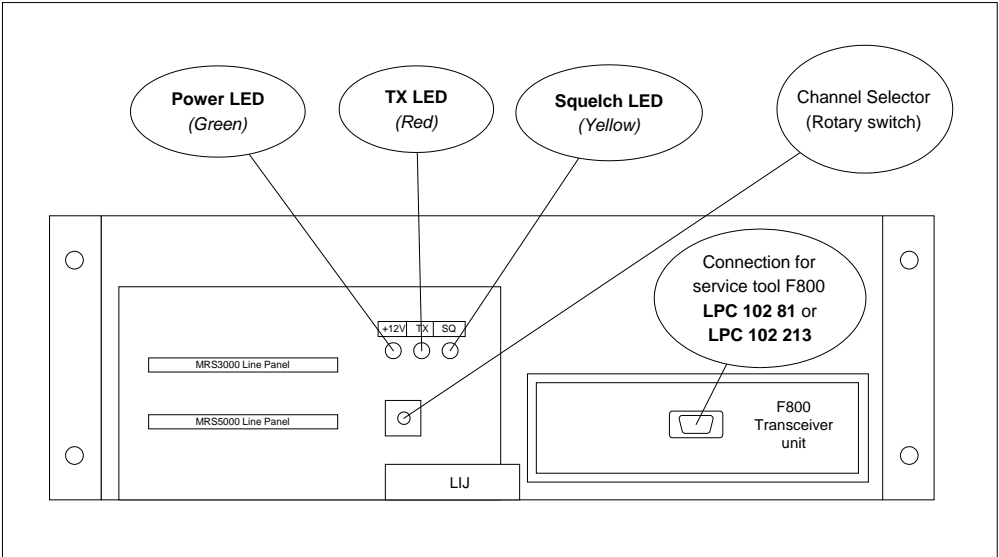 Power LED
(Green)
TX LED
(Red)
Squelch LED
(Yellow)
Channel Selector
(Rotary switch)
Connection for
service tool F800
LPC 102 81 or
LPC 102 213
+12V TX SQ
MRS3000 Line Panel
MRS5000 Line Panel
F800
Transceiver
unit
LIJ